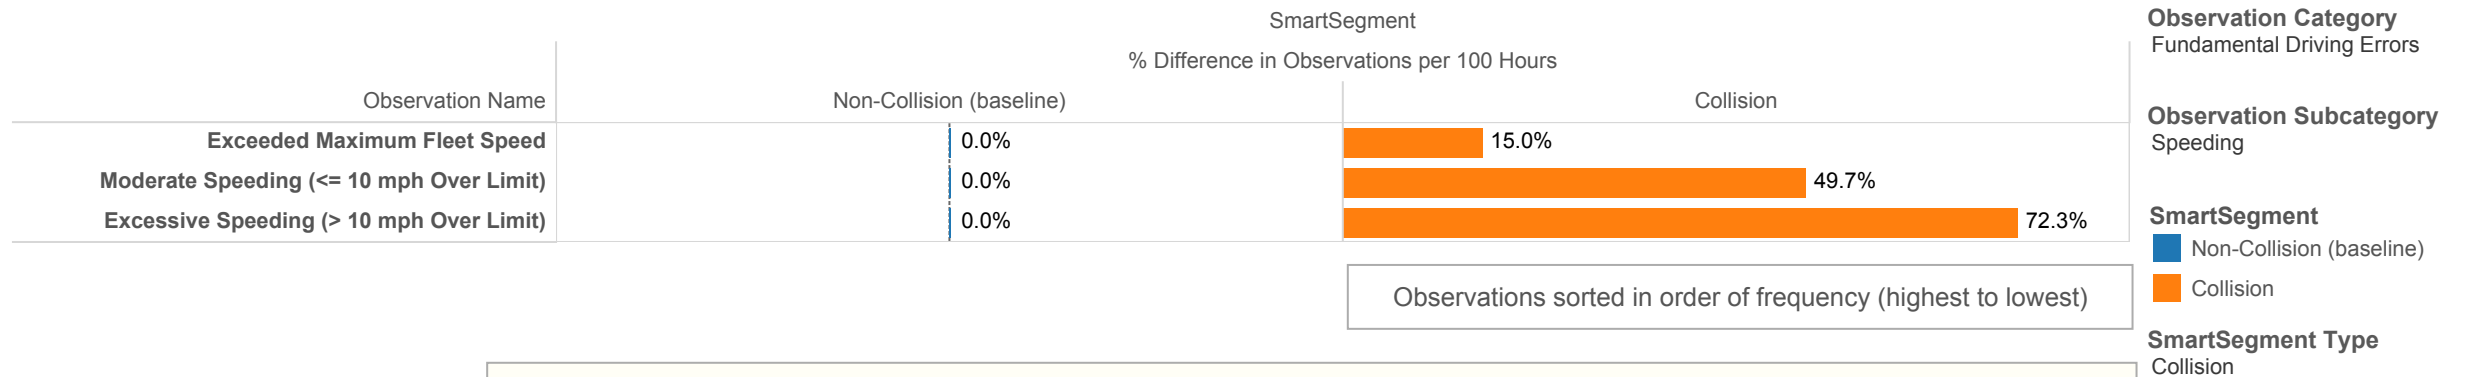 SmartSegment
% Difference in Observations per 100 Hours
Observation Name Non-Collision (baseline) Collision
Exceeded Maximum Fleet Speed 0.0% 15.0%
Moderate Speeding (<= 10 mph Over Limit) 0.0% 49.7%
Excessive Speeding (> 10 mph Over Limit) 0.0% 72.3%
Observations sorted in order of frequency (highest to lowest)
Observation Category
Fundamental Driving Errors
Observation Subcategory
Speeding
SmartSegment
Non-Collision (baseline)
Collision
SmartSegment Type
Collision